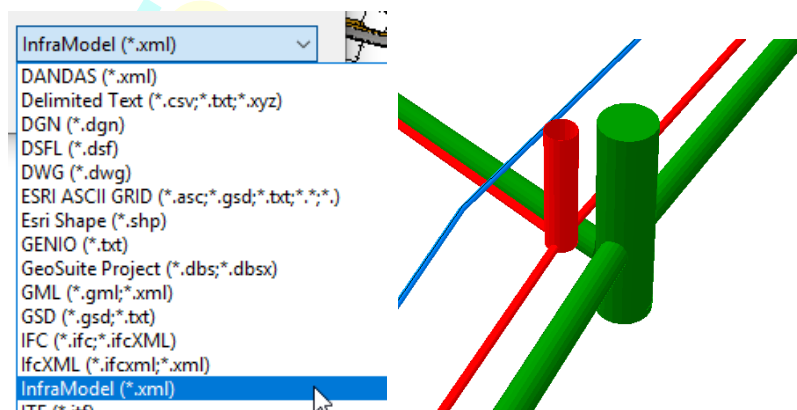 InfraModel (*.xml)
DANDAS (*.xml)
Delimited Text (*.csv;*.txt;*.xyz)
DGN (*.dgn)
DSFL (*.dsf)
DWG (*.dwg)
ESRI ASCII GRID (*.asc;*.gsd;*.txt;*.*;*.)
Esri Shape (*.shp)
GENIO (*.txt)
GeoSuite Project (*.dbs;*.dbsx)
GML (*.gml;*.xml)
GSD (*.gsd;*.txt)
IFC (*.ifc;*.ifcXML)
IfcXML (*.ifcxml;*.xml)
InfraModel (*.xml)